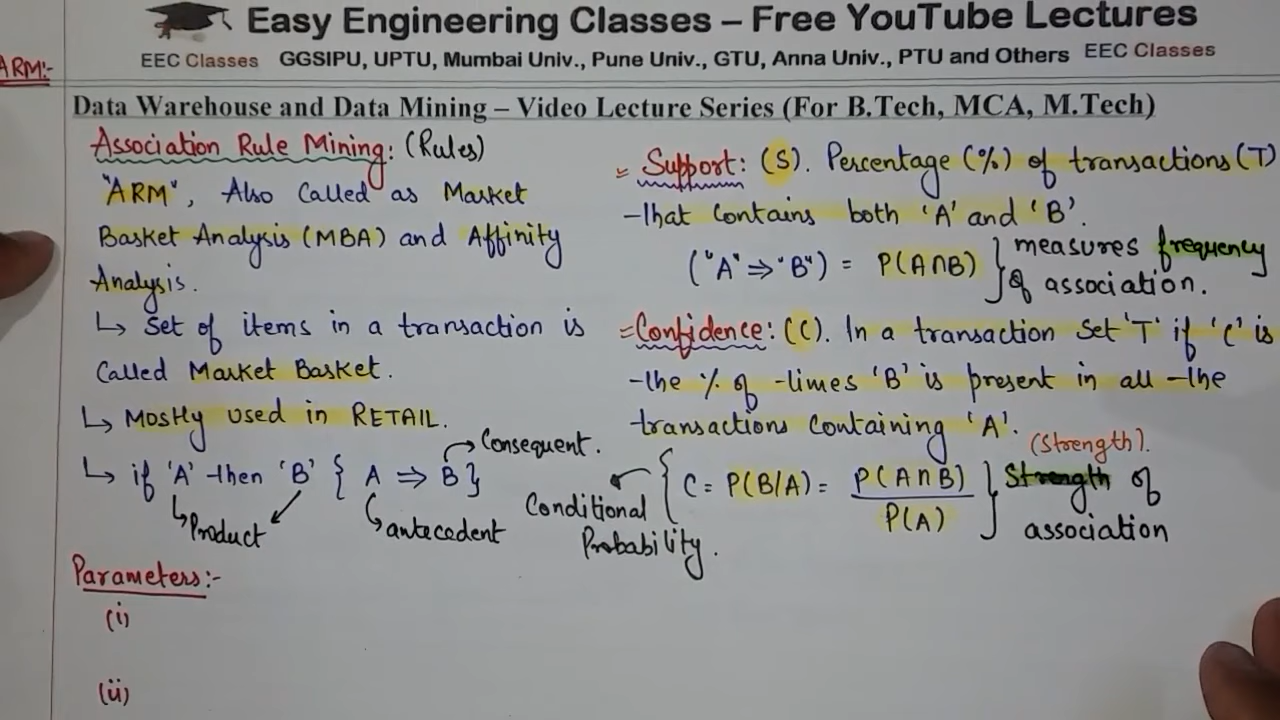 Easy Engineering Classes – Free YouTube Lectures
EEC Classes GGSIPU, UPTU, Mumbai Univ., Pune Univ., GTU, Anna Univ., PTU and Others EEC Classes
ARM:-
Data Warehouse and Data Mining – Video Lecture Series (For B.Tech, MCA, M.Tech)
Association Rule Mining: (Rules)
"ARM", Also Called as Market
Basket Analysis (MBA) and Affinity
Analysis.
↳ Set of items in a transaction is
Called Market Basket.
↳ Mostly used in RETAIL.
↳ if 'A' then 'B' { A ⇒ B }
Consequent.
Product
antecedent
Parameters:-
(i)
(ii)
= Support: (S). Percentage (%) of transactions (T)
that contains both 'A' and 'B'.
("A" ⇒ "B") = P(A∩B) } measures frequency
of association.
= Confidence: (C). In a transaction set 'T' if 'C' is
the % of times 'B' is present in all the
transactions containing 'A'.
(Strength).
{ C = P(B/A) = P(A∩B) } Strength of
P(A)
association
Conditional
Probability.